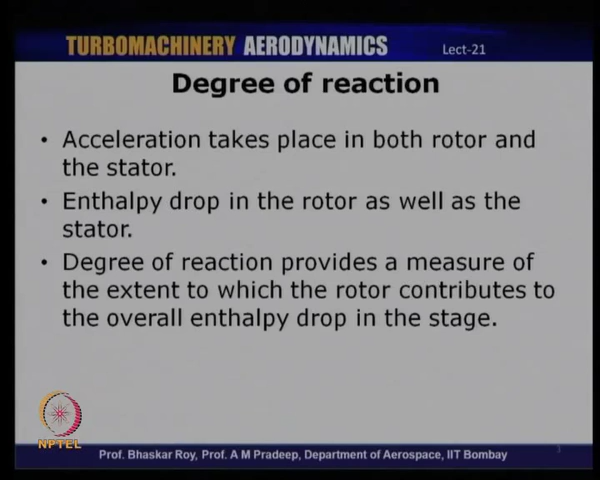 TURBOMACHINERY AERODYNAMICS Lect-21
Degree of reaction
• Acceleration takes place in both rotor and
the stator.
• Enthalpy drop in the rotor as well as the
stator.
• Degree of reaction provides a measure of
the extent to which the rotor contributes to
the overall enthalpy drop in the stage.
NPTEL
Prof. Bhaskar Roy, Prof. A M Pradeep, Department of Aerospace, IIT Bombay
3